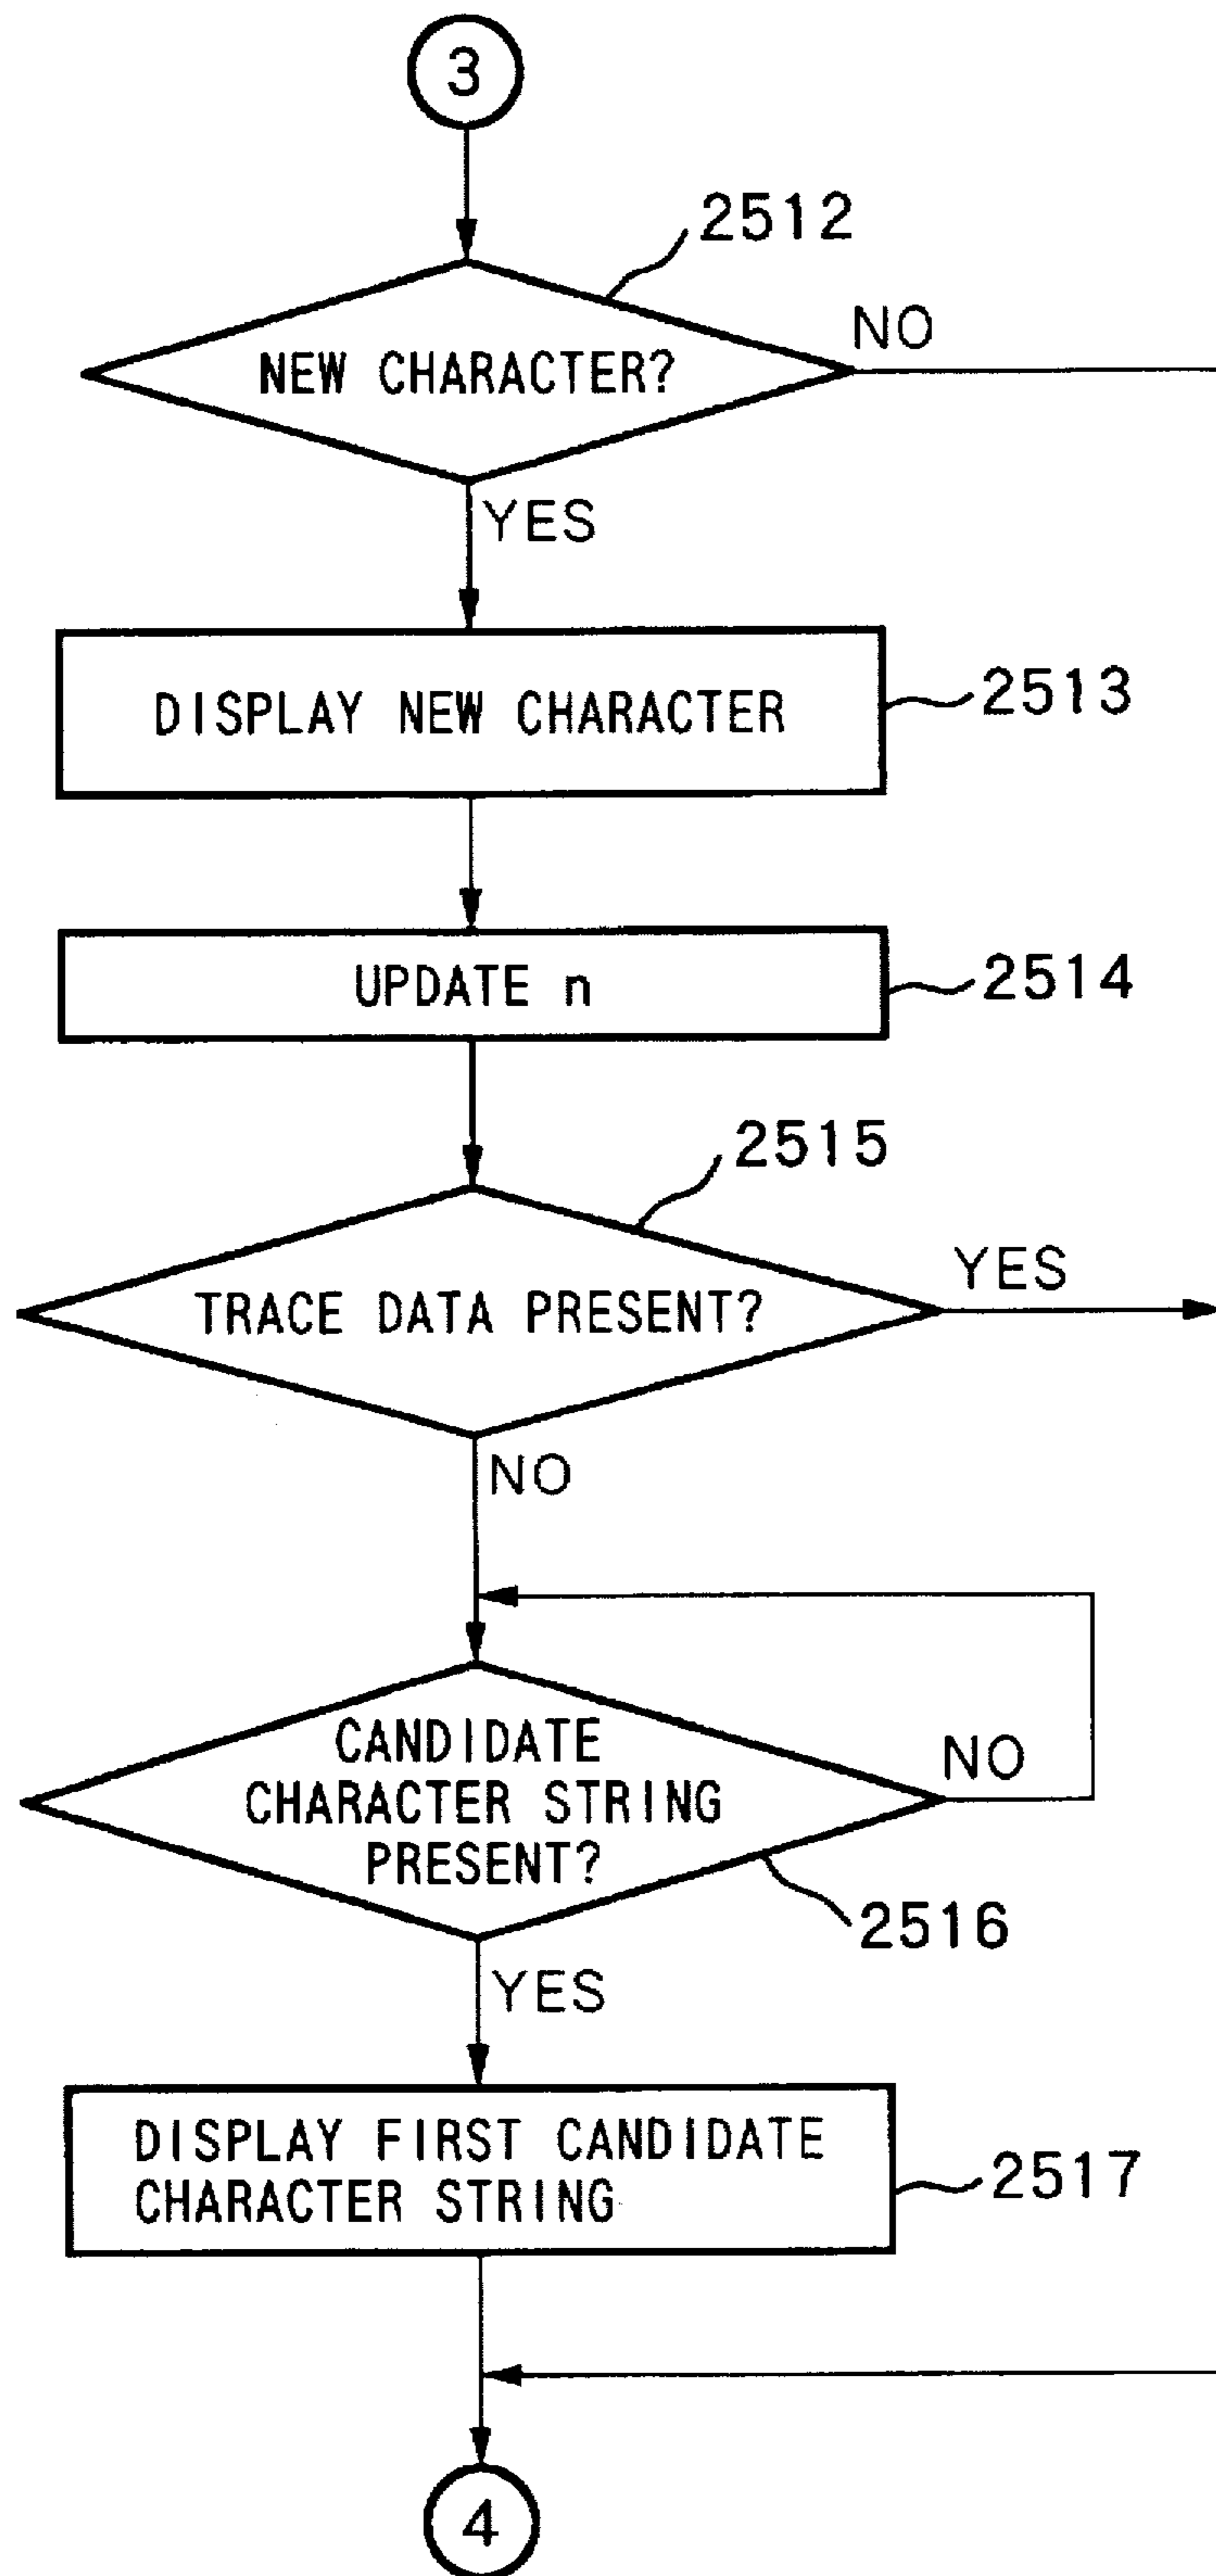 3
2512
NO
NEW CHARACTER?
YES
DISPLAY NEW CHARACTER
2513
UPDATE n
2514
2515
YES
TRACE DATA PRESENT?
NO
CANDIDATE
CHARACTER STRING
PRESENT?
NO
2516
YES
DISPLAY FIRST CANDIDATE
CHARACTER STRING
2517
4